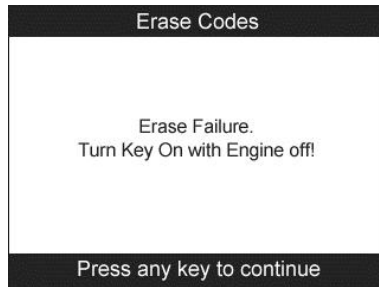 Erase Codes
Erase Failure.
Turn Key On with Engine off!
Press any key to continue